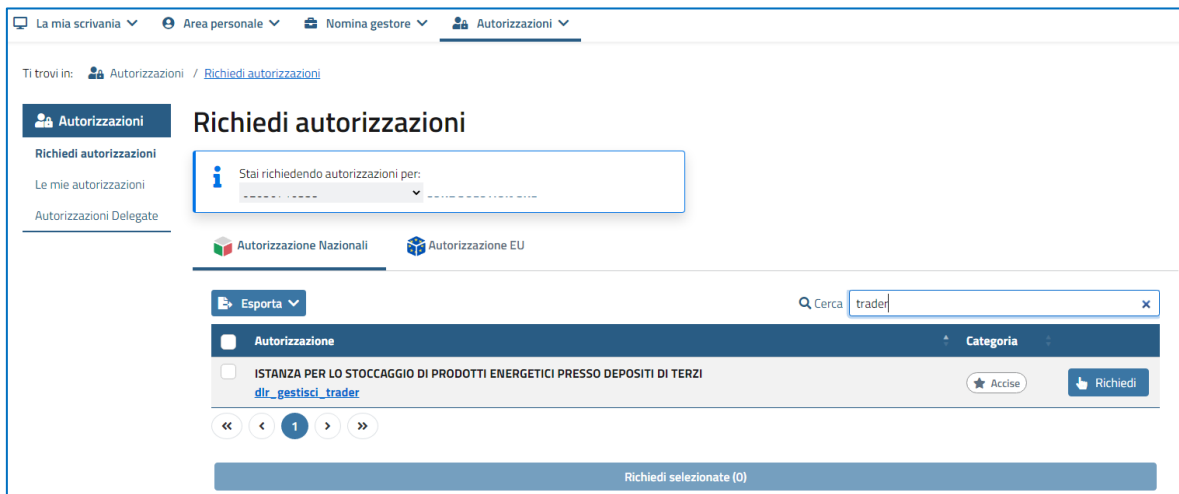 La mia scrivania Area personale Nomina gestore Autorizzazioni
Ti trovi in: Autorizzazioni / Richiedi autorizzazioni
Autorizzazioni
Richiedi autorizzazioni
Le mie autorizzazioni
Autorizzazioni Delegate
Richiedi autorizzazioni
Stai richiedendo autorizzazioni per:
Autorizzazione Nazionali Autorizzazione EU
Esporta Cerca trader
Autorizzazione Categoria
ISTANZA PER LO STOCCAGGIO DI PRODOTTI ENERGETICI PRESSO DEPOSITI DI TERZI
dlr_gestisci_trader Accise Richiedi
1
Richiedi selezionate (0)